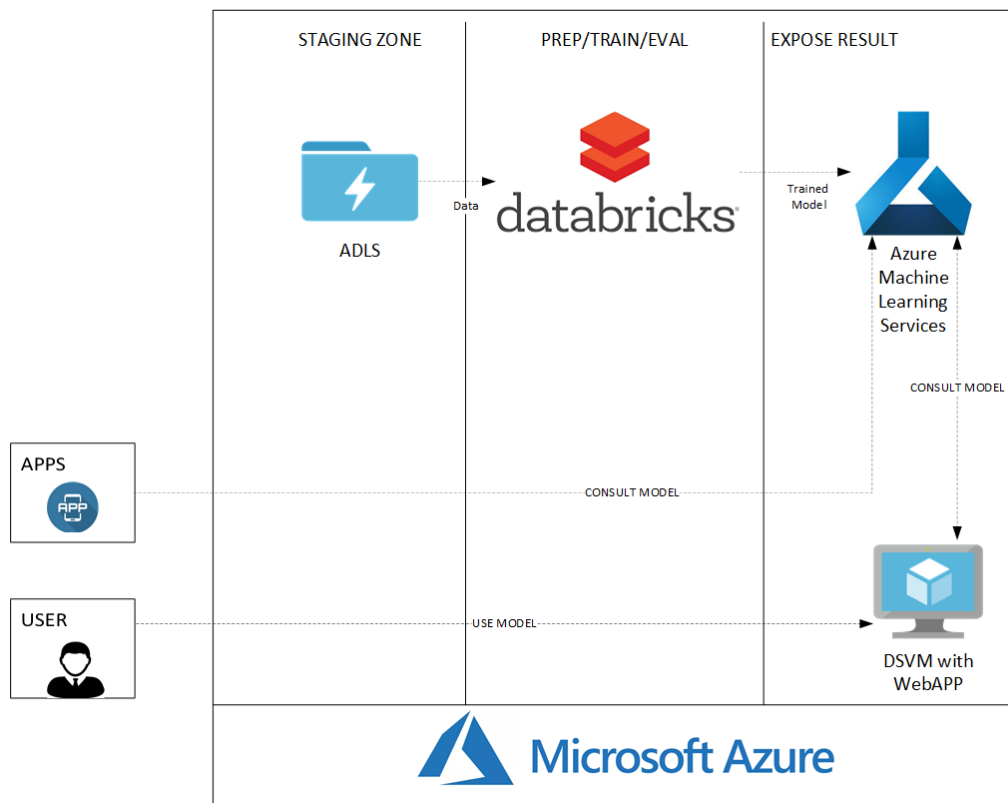 STAGING ZONE
PREP/TRAIN/EVAL
EXPOSE RESULT
ADLS
Data
databricks
Trained
Model
Azure
Machine
Learning
Services
CONSULT MODEL
APPS
APP
CONSULT MODEL
USER
USE MODEL
DSVM with
WebAPP
Microsoft Azure